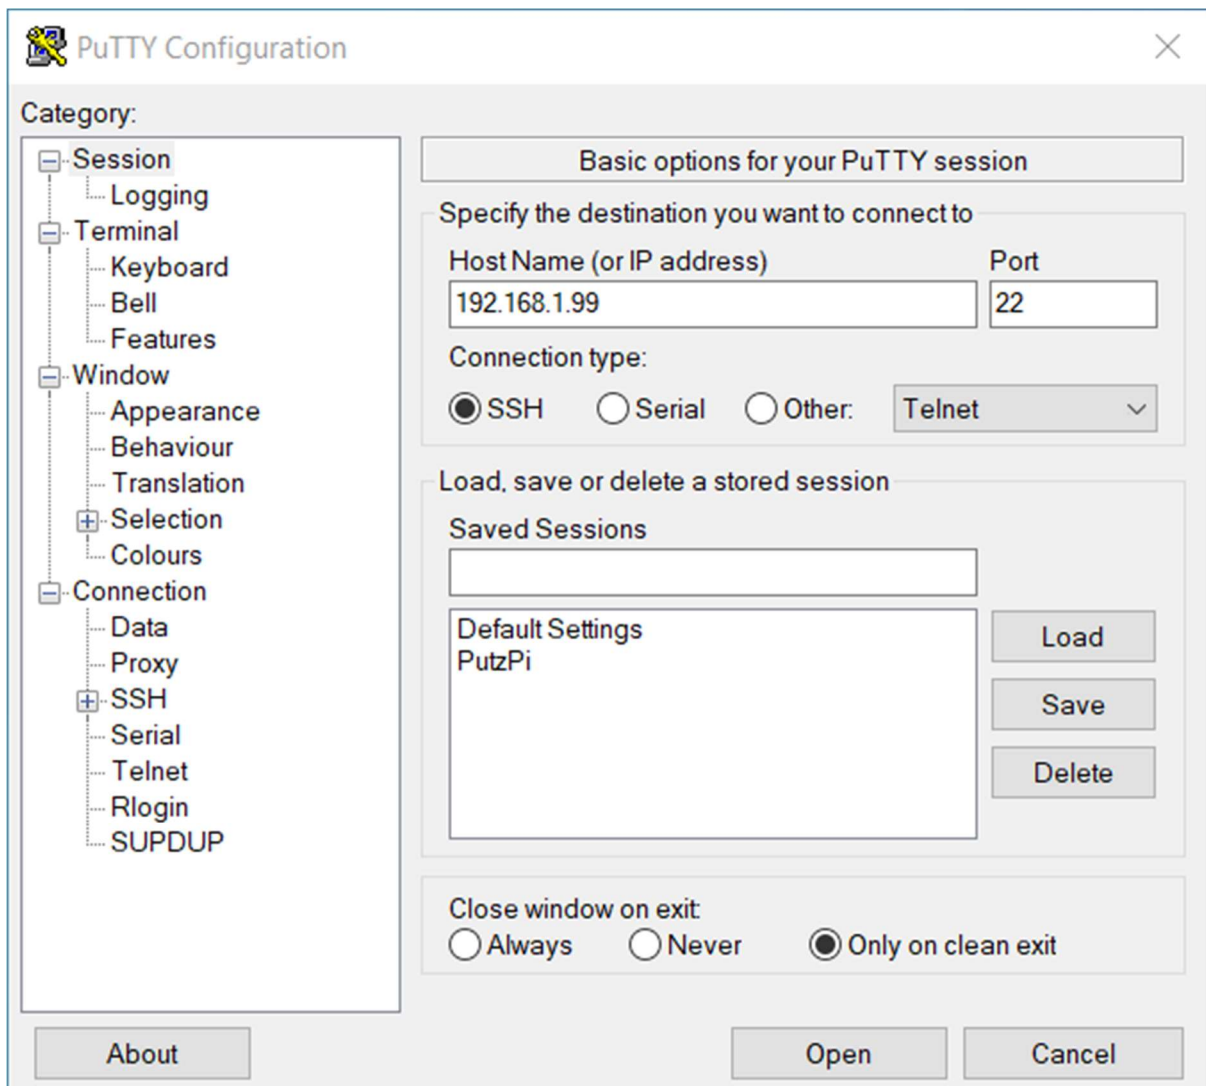 PuTTY Configuration
Category:
Session
Logging
Terminal
Keyboard
Bell
Features
Window
Appearance
Behaviour
Translation
Selection
Colours
Connection
Data
Proxy
SSH
Serial
Telnet
Rlogin
SUPDUP
Basic options for your PuTTY session
Specify the destination you want to connect to
Host Name (or IP address) Port
192.168.1.99 22
Connection type:
SSH Serial Other: Telnet
Load, save or delete a stored session
Saved Sessions
Default Settings
PutzPi
Load
Save
Delete
Close window on exit:
Always Never Only on clean exit
About Open Cancel